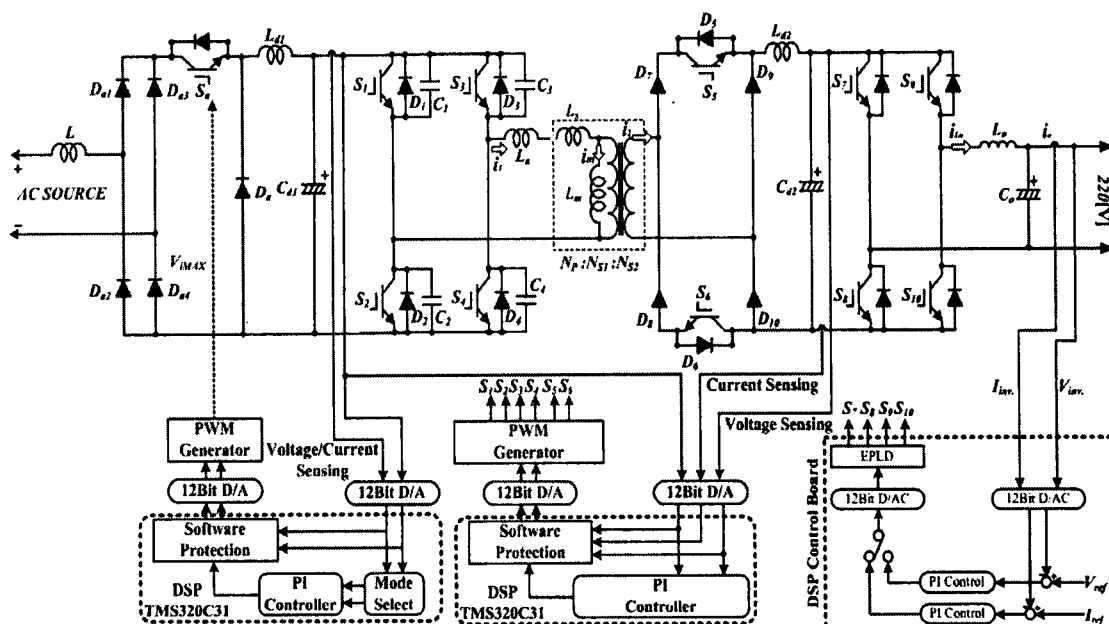 D5
Da1
Da3
Sa
Ld1
S1
D1
C1
S3
D3
C3
D7
S5
D9
Ld2
S7
S9
L
+
AC SOURCE
–
Da
Cd1
+
i1
La
im
Lm
i2
Cd2
+
iLo
Lo
io
Co
+
220[V]
NP :NS1 :NS2
ViMAX
Da2
Da4
S2
D2
C2
S4
D4
C4
D8
S6
D6
D10
S8
S10
Current Sensing
Voltage Sensing
Iinv.
Vinv.
S1 S2 S3 S4 S5 S6
S7 S8 S9 S10
PWM
Generator
Voltage/Current
Sensing
PWM
Generator
EPLD
12Bit D/A
12Bit D/A
12Bit D/A
12Bit D/A
12Bit D/AC
12Bit D/AC
Software
Protection
DSP
TMS320C31
PI
Controller
Mode
Select
Software
Protection
DSP
TMS320C31
PI
Controller
DSP Control Board
PI Control
Vref
PI Control
Iref